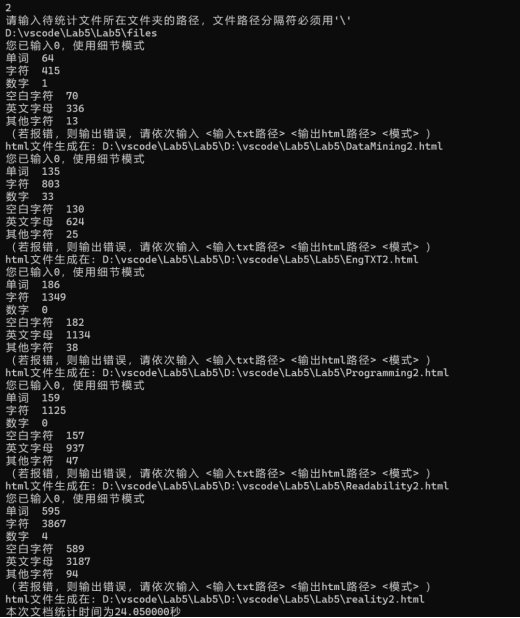 2
请输入待统计文件所在文件夹的路径，文件路径分隔符必须用'\'
D:\vscode\Lab5\Lab5\files
您已输入0，使用细节模式
单词  64
字符  415
数字  1
空白字符  70
英文字母  336
其他字符  13
（若报错，则输出错误，请依次输入 <输入txt路径> <输出html路径> <模式> ）
html文件生成在：D:\vscode\Lab5\Lab5\D:\vscode\Lab5\Lab5\DataMining2.html
您已输入0，使用细节模式
单词  135
字符  803
数字  33
空白字符  130
英文字母  624
其他字符  25
（若报错，则输出错误，请依次输入 <输入txt路径> <输出html路径> <模式> ）
html文件生成在：D:\vscode\Lab5\Lab5\D:\vscode\Lab5\Lab5\EngTXT2.html
您已输入0，使用细节模式
单词  186
字符  1349
数字  0
空白字符  182
英文字母  1134
其他字符  38
（若报错，则输出错误，请依次输入 <输入txt路径> <输出html路径> <模式> ）
html文件生成在：D:\vscode\Lab5\Lab5\D:\vscode\Lab5\Lab5\Programming2.html
您已输入0，使用细节模式
单词  159
字符  1125
数字  0
空白字符  157
英文字母  937
其他字符  47
（若报错，则输出错误，请依次输入 <输入txt路径> <输出html路径> <模式> ）
html文件生成在：D:\vscode\Lab5\Lab5\D:\vscode\Lab5\Lab5\Readability2.html
您已输入0，使用细节模式
单词  595
字符  3867
数字  4
空白字符  589
英文字母  3187
其他字符  94
（若报错，则输出错误，请依次输入 <输入txt路径> <输出html路径> <模式> ）
html文件生成在：D:\vscode\Lab5\Lab5\D:\vscode\Lab5\Lab5\reality2.html
本次文档统计时间为24.050000秒